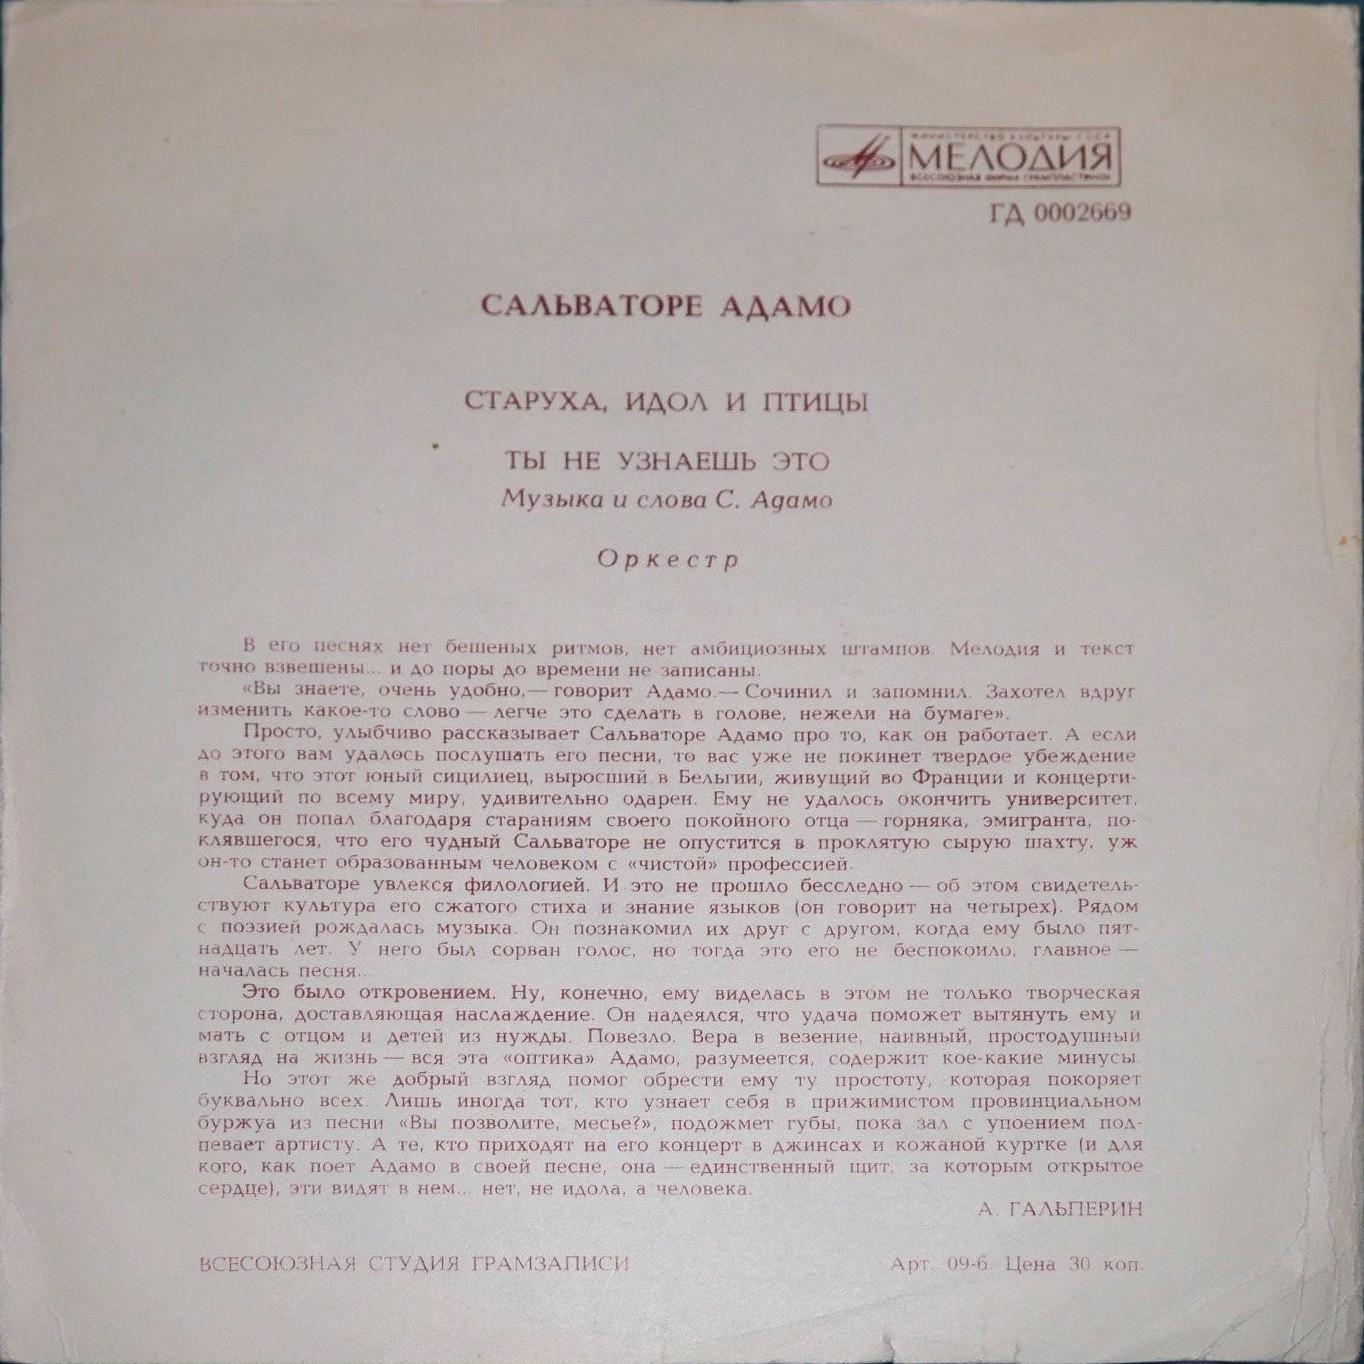 МИНИСТЕРСТВО КУЛЬТУРЫ СССР
МЕЛОДИЯ
ВСЕСОЮЗНАЯ ФИРМА ГРАМПЛАСТИНОК
ГД 0002669
САЛЬВАТОРЕ АДАМО
СТАРУХА, ИДОЛ И ПТИЦЫ
ТЫ НЕ УЗНАЕШЬ ЭТО
Музыка и слова С. Адамо
Оркестр
В его песнях нет бешеных ритмов, нет амбициозных штампов. Мелодия и текст
точно взвешены... и до поры до времени не записаны.
«Вы знаете, очень удобно,— говорит Адамо.— Сочинил и запомнил. Захотел вдруг
изменить какое-то слово — легче это сделать в голове, нежели на бумаге».
Просто, улыбчиво рассказывает Сальваторе Адамо про то, как он работает. А если
до этого вам удалось послушать его песни, то вас уже не покинет твердое убеждение
в том, что этот юный сицилиец, выросший в Бельгии, живущий во Франции и концерти-
рующий по всему миру, удивительно одарен. Ему не удалось окончить университет,
куда он попал благодаря стараниям своего покойного отца — горняка, эмигранта, по-
клявшегося, что его чудный Сальваторе не опустится в проклятую сырую шахту, уж
он-то станет образованным человеком с «чистой» профессией.
Сальваторе увлекся филологией. И это не прошло бесследно — об этом свидетель-
ствуют культура его сжатого стиха и знание языков (он говорит на четырех). Рядом
с поэзией рождалась музыка. Он познакомил их друг с другом, когда ему было пят-
надцать лет. У него был сорван голос, но тогда это его не беспокоило, главное —
началась песня...
Это было откровением. Ну, конечно, ему виделась в этом не только творческая
сторона, доставляющая наслаждение. Он надеялся, что удача поможет вытянуть ему и
мать с отцом и детей из нужды. Повезло. Вера в везение, наивный, простодушный
взгляд на жизнь — вся эта «оптика» Адамо, разумеется, содержит кое-какие минусы.
Но этот же добрый взгляд помог обрести ему ту простоту, которая покоряет
буквально всех. Лишь иногда тот, кто узнает себя в прижимистом провинциальном
буржуа из песни «Вы позволите, месье?», подожмет губы, пока зал с упоением под-
певает артисту. А те, кто приходят на его концерт в джинсах и кожаной куртке (и для
кого, как поет Адамо в своей песне, она — единственный щит, за которым открытое
сердце), эти видят в нем... нет, не идола, а человека.
А. ГАЛЬПЕРИН
ВСЕСОЮЗНАЯ СТУДИЯ ГРАМЗАПИСИ
Арт. 09-6. Цена 30 коп.